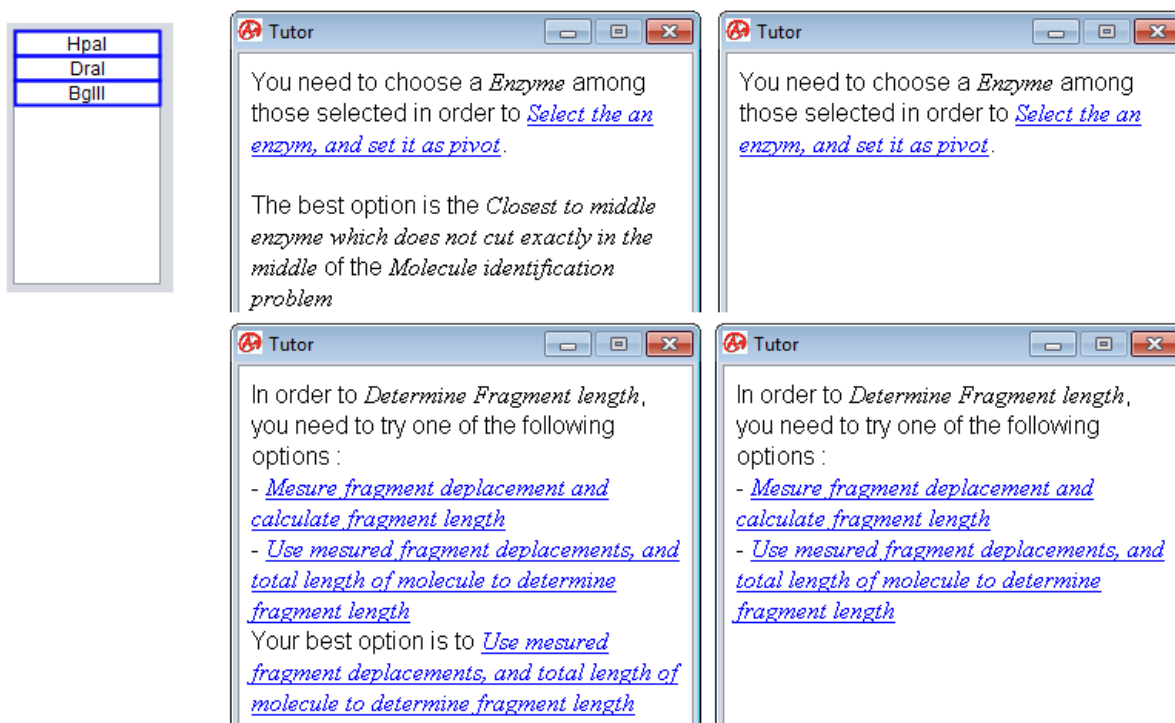 HpaI
DraI
BglII
Tutor
You need to choose a Enzyme among
those selected in order to Select the an
enzym, and set it as pivot.
The best option is the Closest to middle
enzyme which does not cut exactly in the
middle of the Molecule identification
problem
Tutor
You need to choose a Enzyme among
those selected in order to Select the an
enzym, and set it as pivot.
Tutor
In order to Determine Fragment length,
you need to try one of the following
options :
- Mesure fragment deplacement and
calculate fragment length
- Use mesured fragment deplacements, and
total length of molecule to determine
fragment length
Your best option is to Use mesured
fragment deplacements, and total length of
molecule to determine fragment length
Tutor
In order to Determine Fragment length,
you need to try one of the following
options :
- Mesure fragment deplacement and
calculate fragment length
- Use mesured fragment deplacements, and
total length of molecule to determine
fragment length